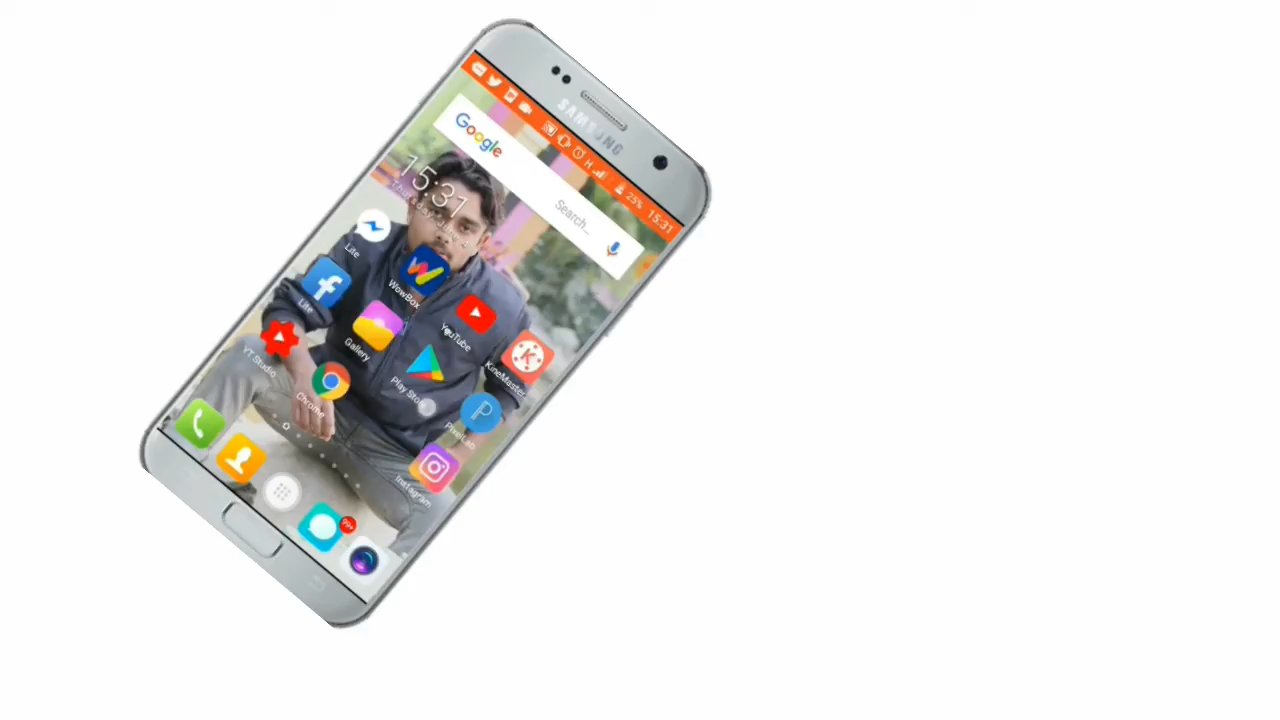 SAMSUNG
H 25% 15:31
Google
Search...
15:31
Lite
WowBox
YouTube
KineMaster
Lite
Gallery
Play Store
PixelLab
YT Studio
Chrome
Instagram
99+